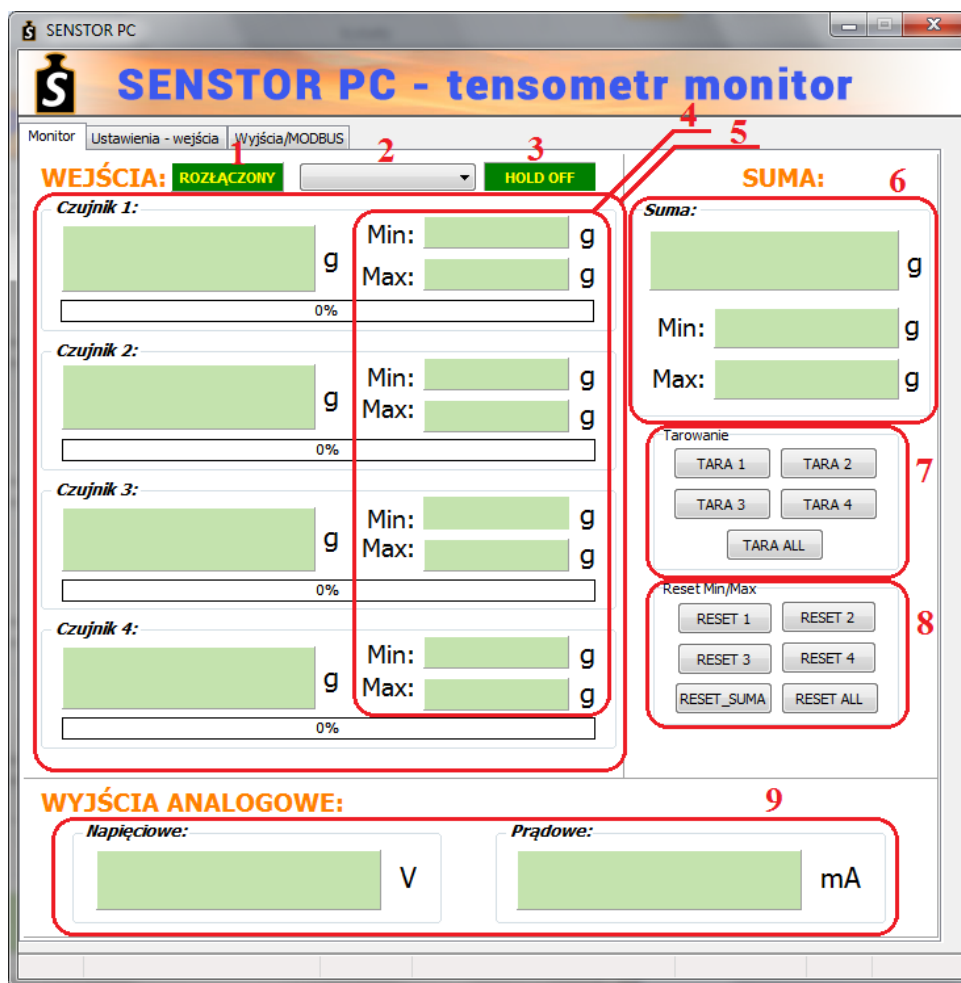 SENSTOR PC
S SENSTOR PC - tensometr monitor
Monitor Ustawienia - wejścia Wyjścia/MODBUS
1 2 3 4 5
WEJŚCIA: ROZŁĄCZONY HOLD OFF
Czujnik 1:
g
Min: g
Max: g
0%
Czujnik 2:
g
Min: g
Max: g
0%
Czujnik 3:
g
Min: g
Max: g
0%
Czujnik 4:
g
Min: g
Max: g
0%
SUMA: 6
Suma:
g
Min: g
Max: g
Tarowanie
TARA 1 TARA 2 7
TARA 3 TARA 4
TARA ALL
Reset Min/Max
RESET 1 RESET 2 8
RESET 3 RESET 4
RESET_SUMA RESET ALL
WYJŚCIA ANALOGOWE: 9
Napięciowe:
V
Prądowe:
mA